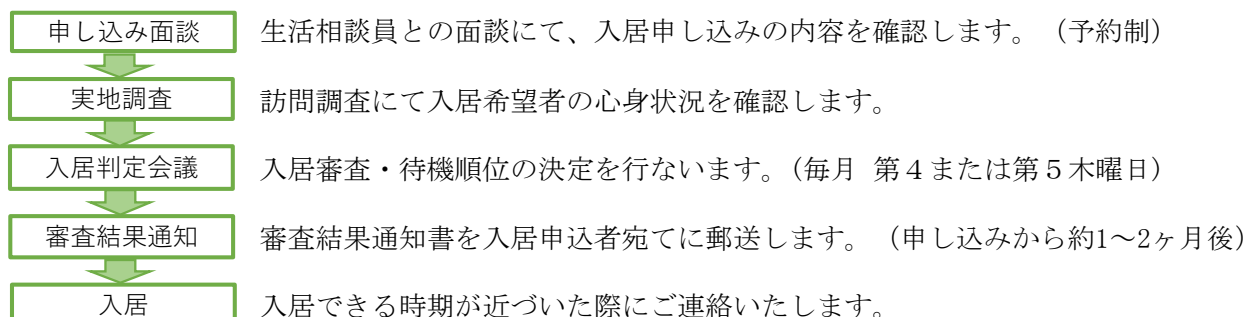 申し込み面談 生活相談員との面談にて、入居申し込みの内容を確認します。（予約制）
実地調査 訪問調査にて入居希望者の心身状況を確認します。
入居判定会議 入居審査・待機順位の決定を行ないます。（毎月 第４または第５木曜日）
審査結果通知 審査結果通知書を入居申込者宛てに郵送します。（申し込みから約1～2ヶ月後）
入居 入居できる時期が近づいた際にご連絡いたします。